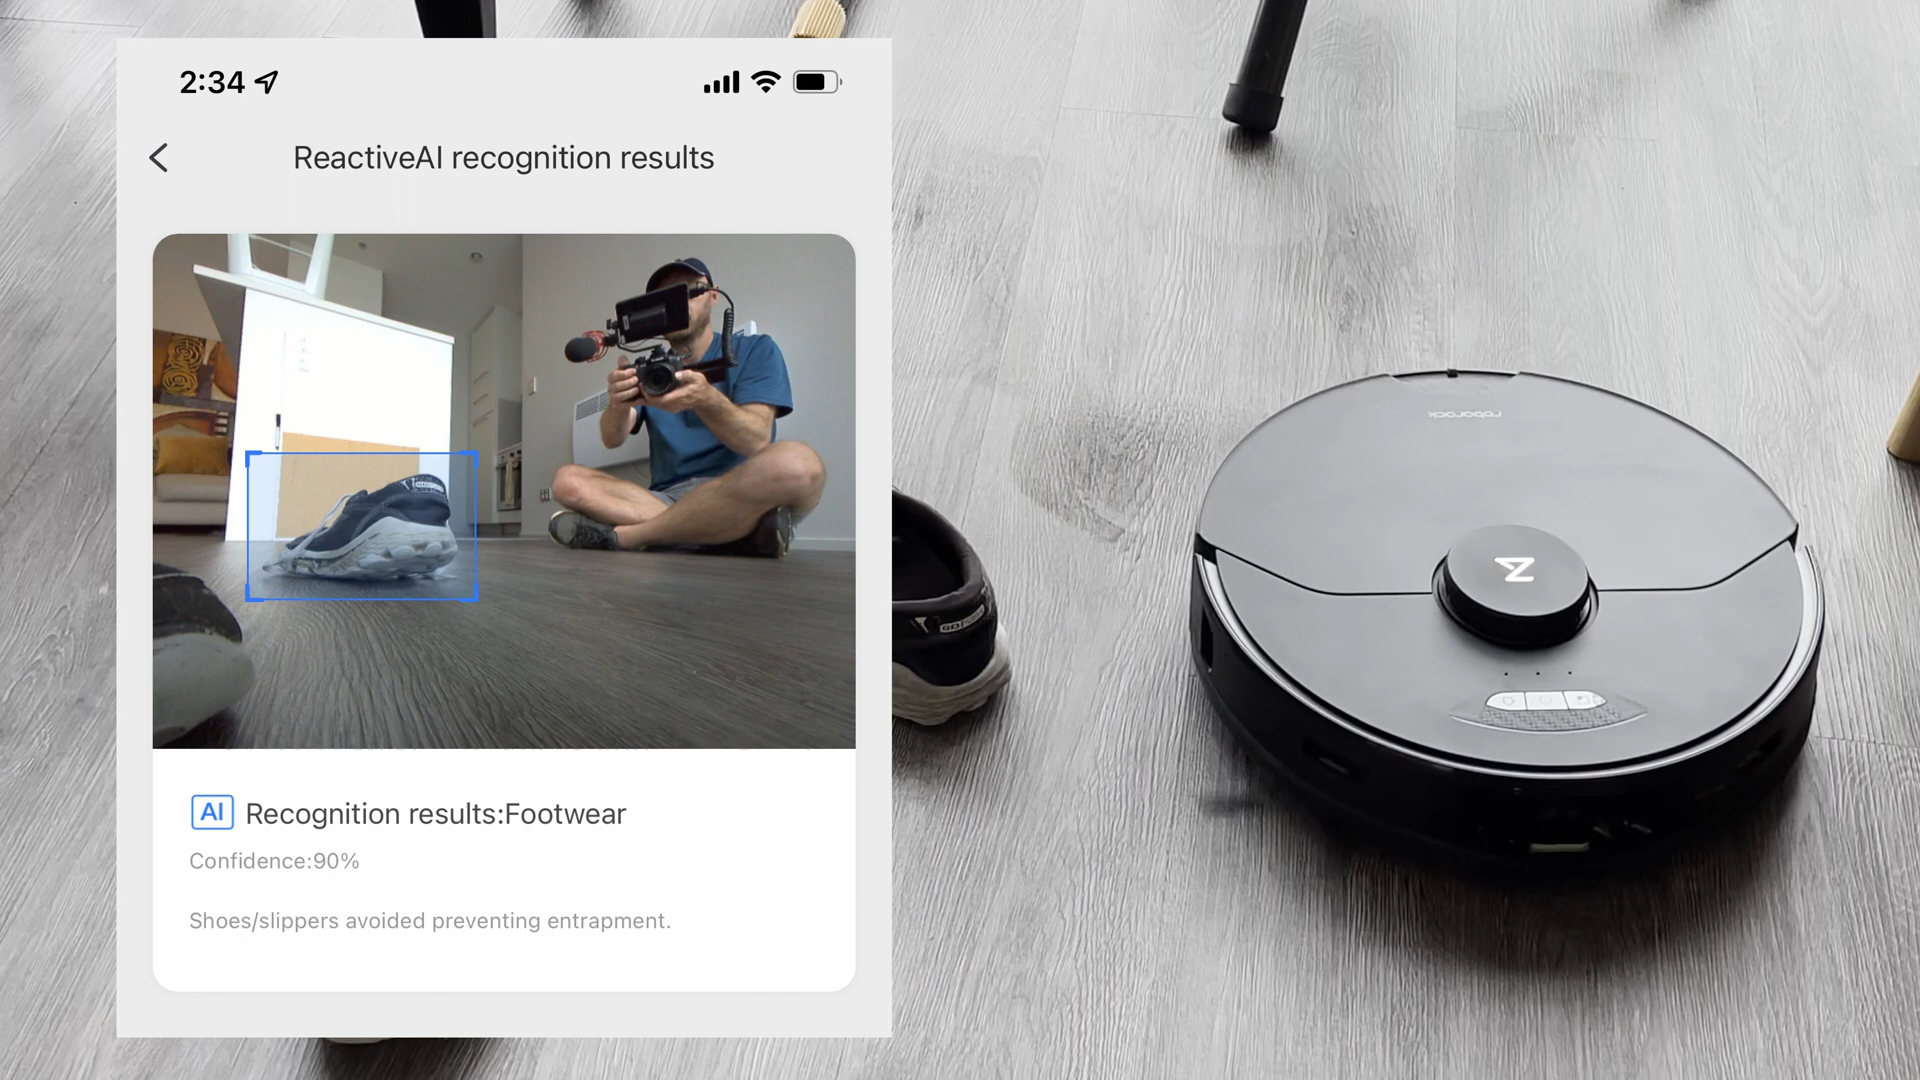 2:34
ReactiveAI recognition results
AI Recognition results:Footwear
Confidence:90%
Shoes/slippers avoided preventing entrapment.
roborock